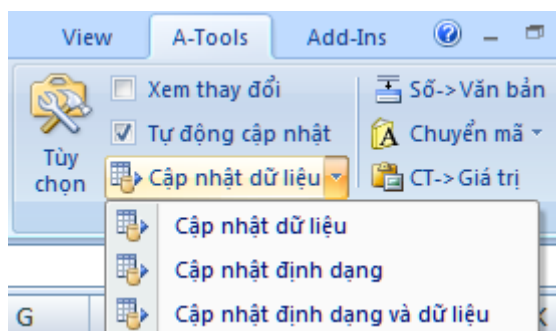 View A-Tools Add-Ins
Xem thay đổi Số->Văn bản
Tự động cập nhật Chuyển mã
Tùy chọn
Cập nhật dữ liệu CT->Giá trị
Cập nhật dữ liệu
Cập nhật định dạng
Cập nhật định dạng và dữ liệu
G K